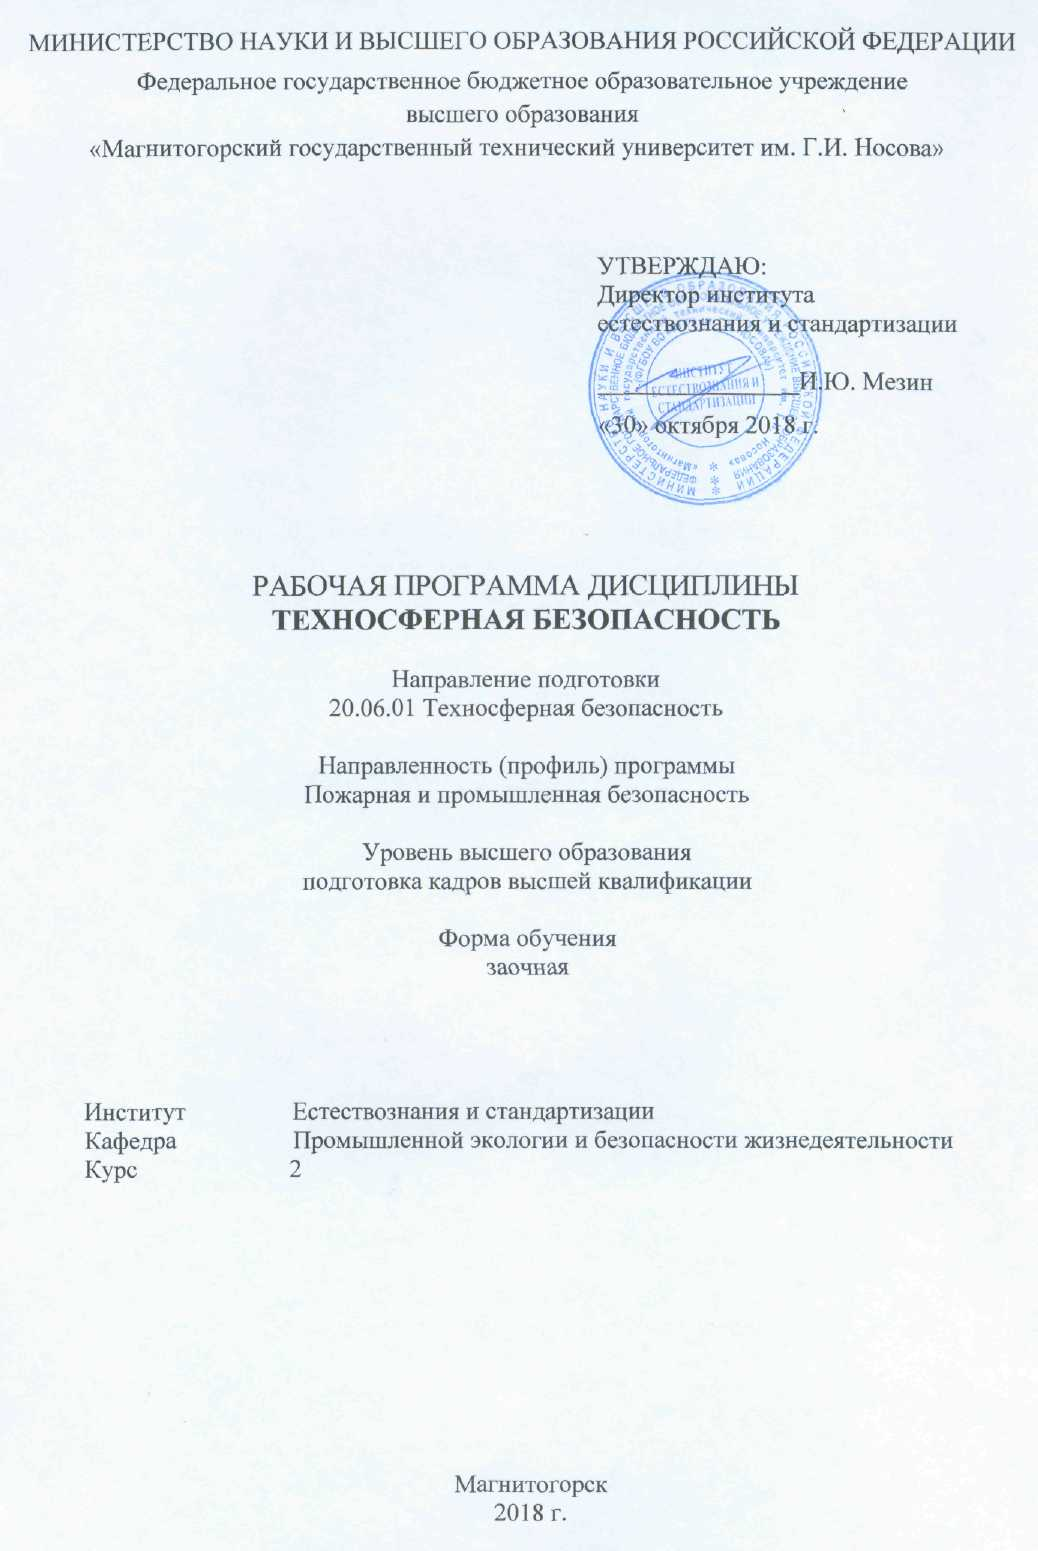 МИНИСТЕРСТВО НАУКИ И ВЫСШЕГО ОБРАЗОВАНИЯ РОССИЙСКОЙ ФЕДЕРАЦИИ
Федеральное государственное бюджетное образовательное учреждение
высшего образования
«Магнитогорский государственный технический университет им. Г.И. Носова»
УТВЕРЖДАЮ:
Директор института
естествознания и стандартизации
И.Ю. Мезин
«30» октября 2018 г.
ИНСТИТУТ
ЕСТЕСТВОЗНАНИЯ И
СТАНДАРТИЗАЦИИ
РАБОЧАЯ ПРОГРАММА ДИСЦИПЛИНЫ
ТЕХНОСФЕРНАЯ БЕЗОПАСНОСТЬ
Направление подготовки
20.06.01 Техносферная безопасность
Направленность (профиль) программы
Пожарная и промышленная безопасность
Уровень высшего образования
подготовка кадров высшей квалификации
Форма обучения
заочная
Институт Естествознания и стандартизации
Кафедра Промышленной экологии и безопасности жизнедеятельности
Курс 2
Магнитогорск
2018 г.